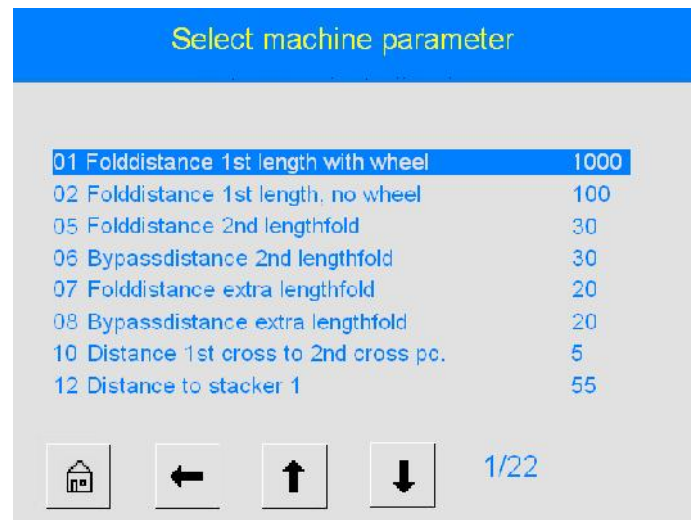 Select machine parameter
01 Folddistance 1st length with wheel 1000
02 Folddistance 1st length, no wheel 100
05 Folddistance 2nd lengthfold 30
06 Bypassdistance 2nd lengthfold 30
07 Folddistance extra lengthfold 20
08 Bypassdistance extra lengthfold 20
10 Distance 1st cross to 2nd cross pc. 5
12 Distance to stacker 1 55
1/22